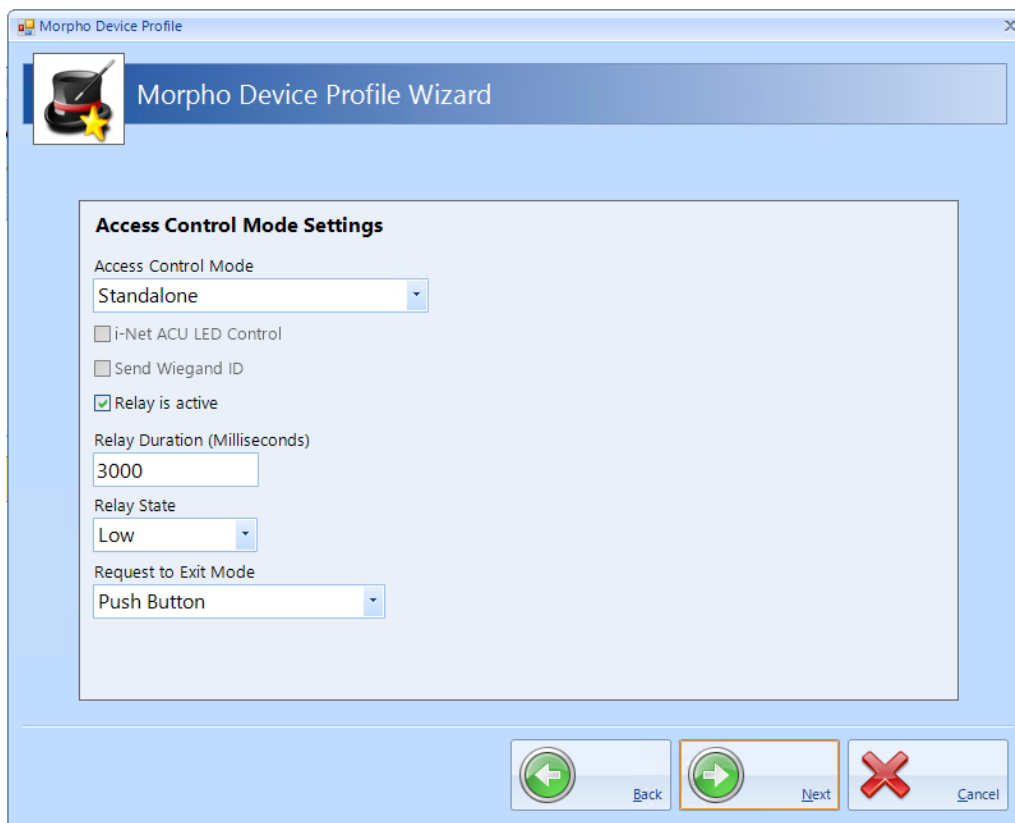 Morpho Device Profile
Morpho Device Profile Wizard
Access Control Mode Settings
Access Control Mode
Standalone
i-Net ACU LED Control
Send Wiegand ID
Relay is active
Relay Duration (Milliseconds)
3000
Relay State
Low
Request to Exit Mode
Push Button
Back
Next
Cancel